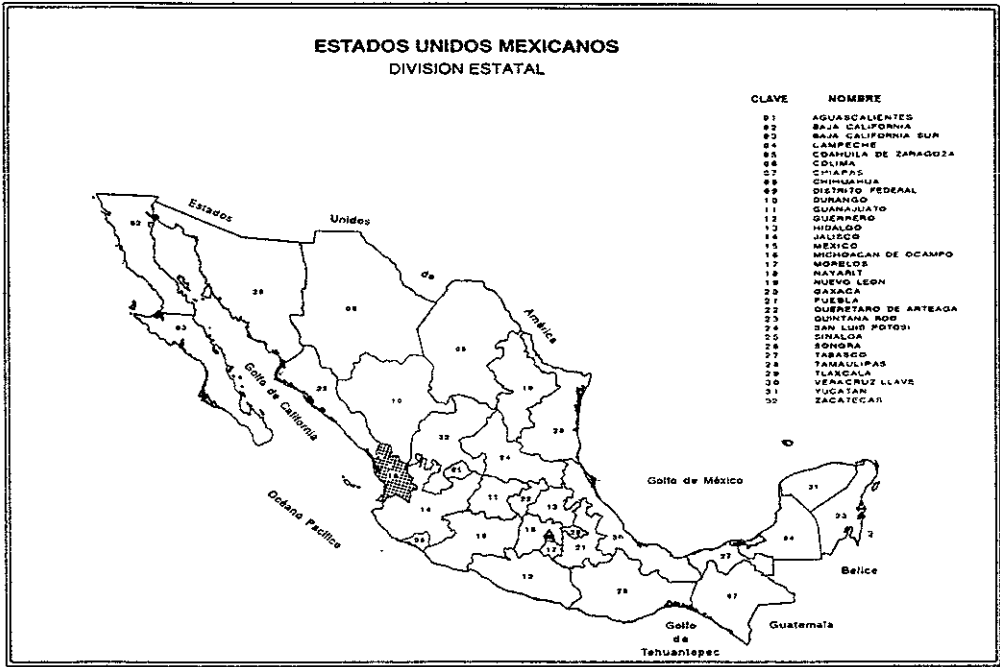 ESTADOS UNIDOS MEXICANOS
DIVISION ESTATAL
CLAVE NOMBRE
01 AGUASCALIENTES
02 BAJA CALIFORNIA
03 BAJA CALIFORNIA SUR
04 CAMPECHE
05 COAHUILA DE ZARAGOZA
06 COLIMA
07 CHIAPAS
08 CHIHUAHUA
09 DISTRITO FEDERAL
10 DURANGO
11 GUANAJUATO
12 GUERRERO
13 HIDALGO
14 JALISCO
15 MEXICO
16 MICHOACAN DE OCAMPO
17 MORELOS
18 NAYARIT
19 NUEVO LEON
20 OAXACA
21 PUEBLA
22 QUERETARO DE ARTEAGA
23 QUINTANA ROO
24 SAN LUIS POTOSI
25 SINALOA
26 SONORA
27 TABASCO
28 TAMAULIPAS
29 TLAXCALA
30 VERACRUZ LLAVE
31 YUCATAN
32 ZACATECAS
Estados
Unidos
de
América
02
26
08
05
03
25
10
19
28
32
24
01
18
14
11
22
13
06
16
15
29
17
21
30
12
20
27
04
31
23
07
Golfo de California
Océano Pacífico
Golfo de México
Belice
Guatemala
Golfo
de
Tehuantepec